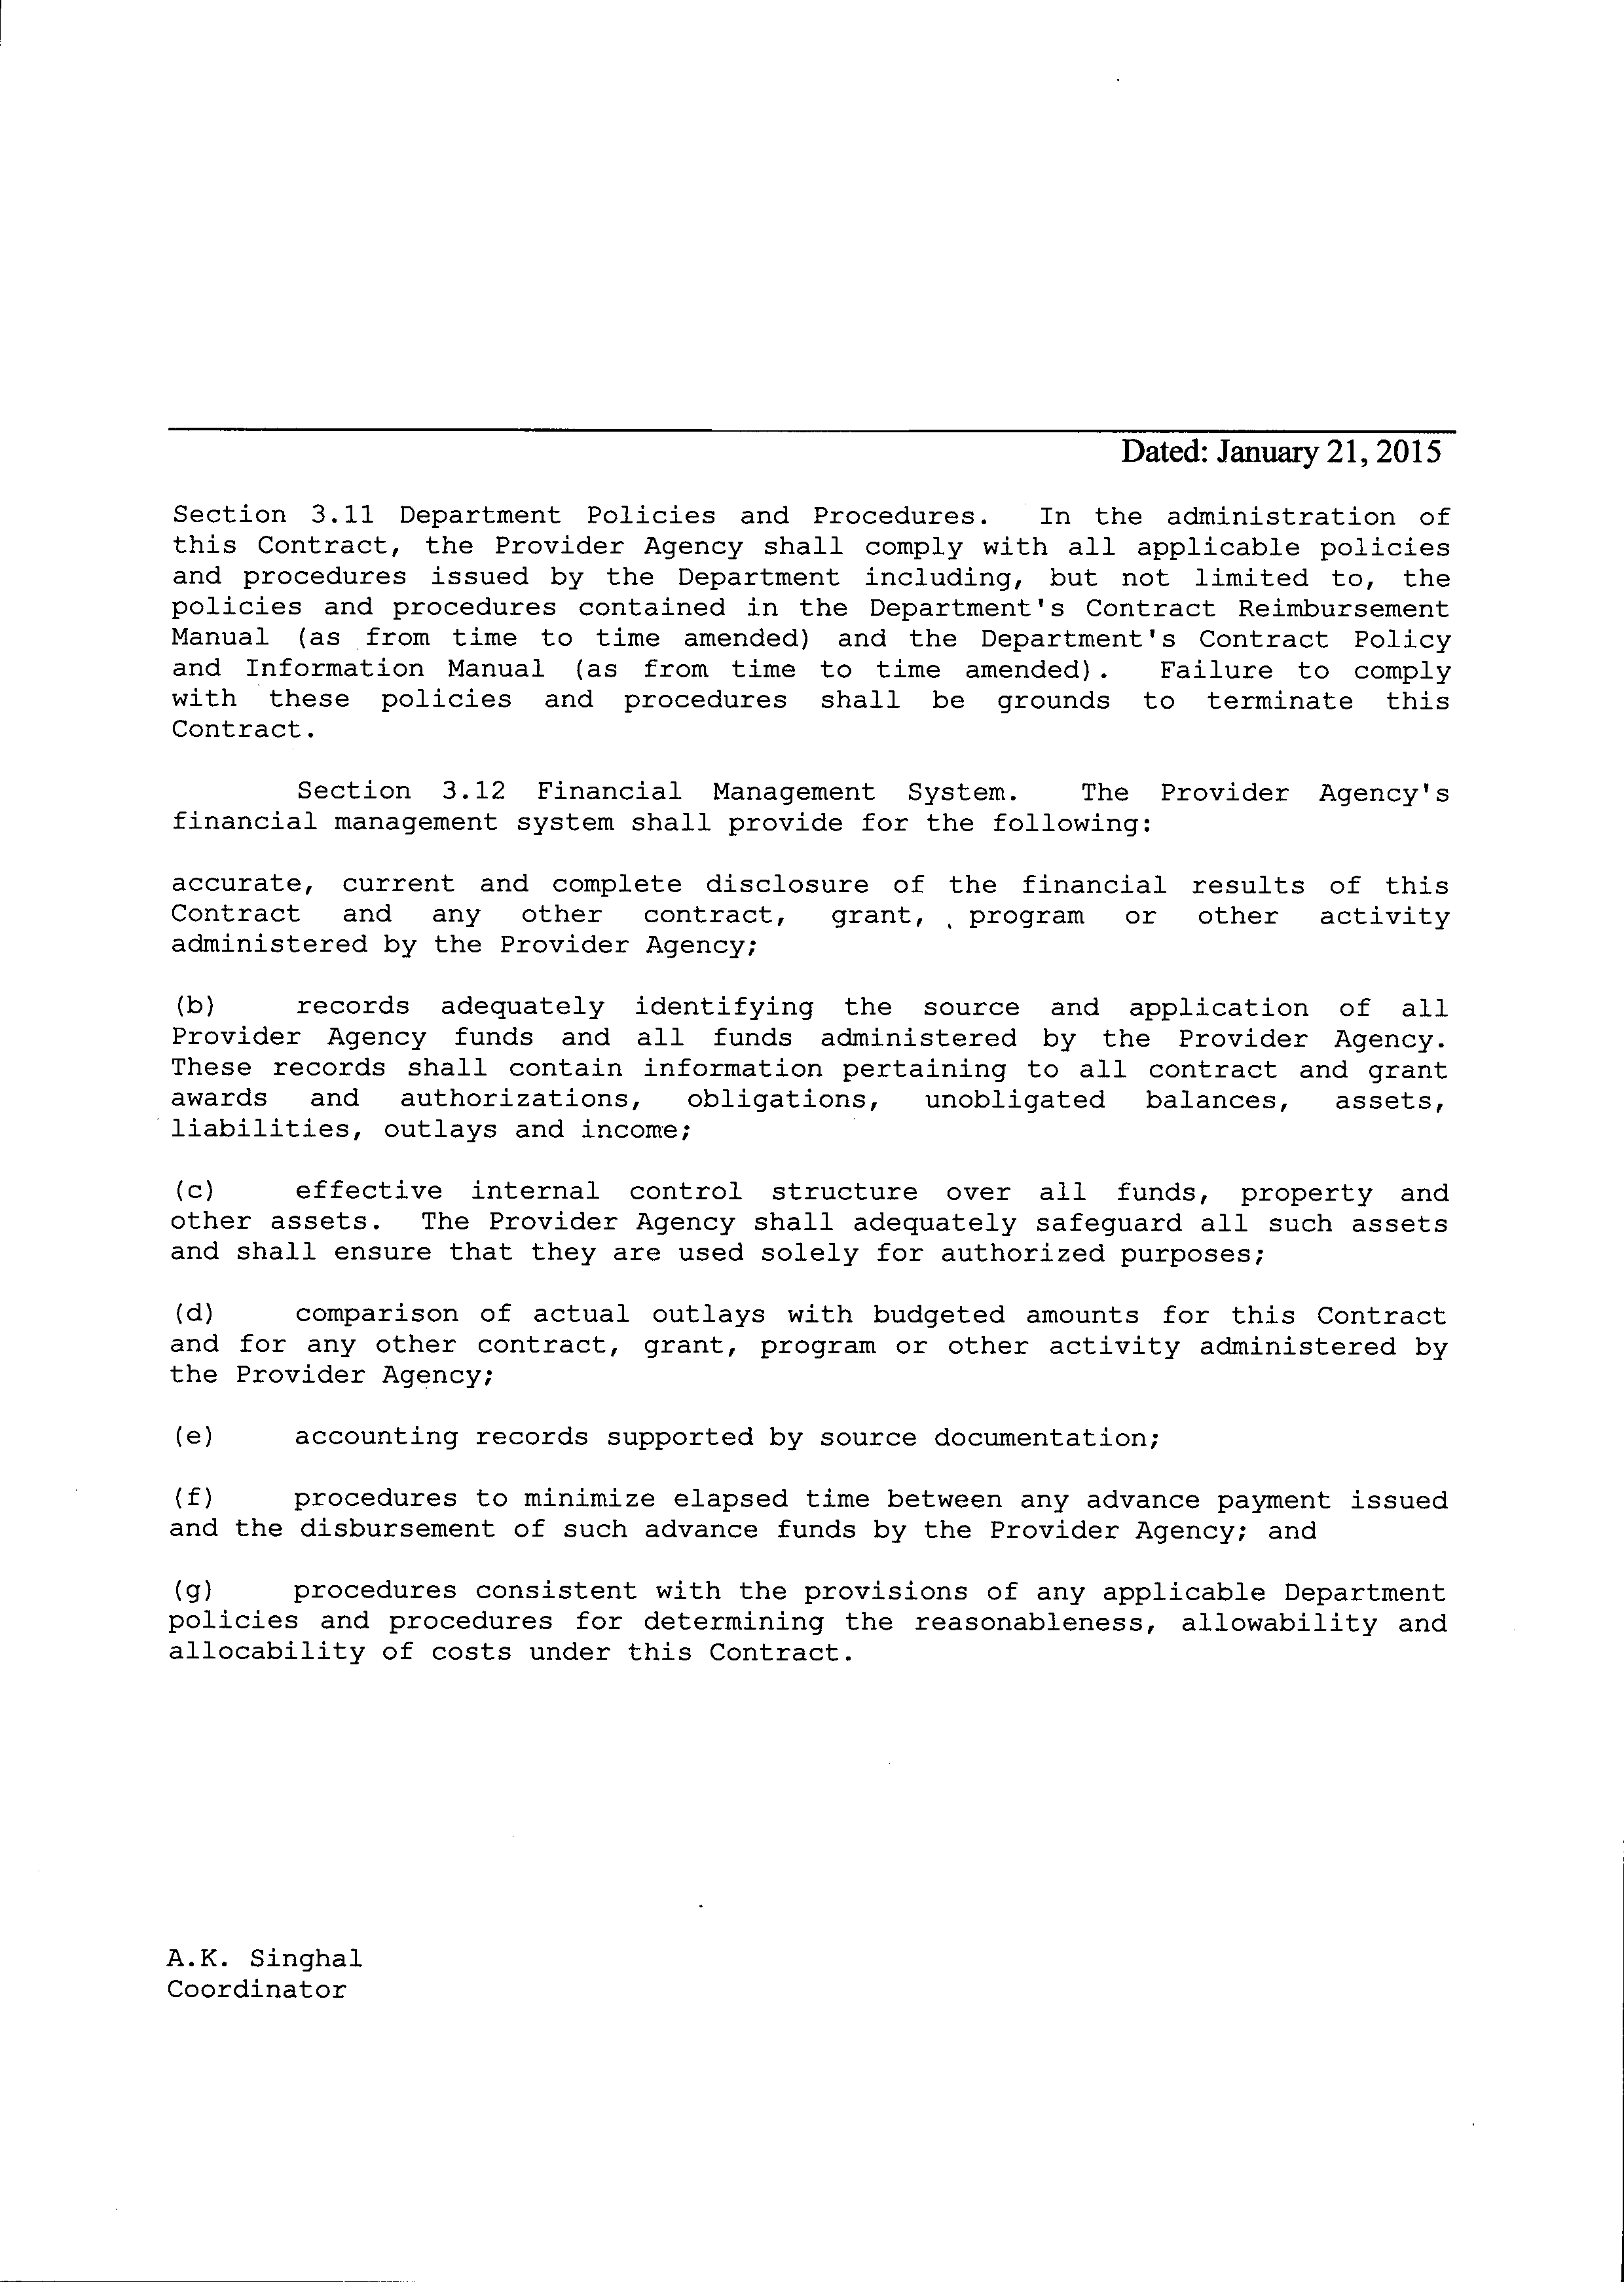 Dated: January 21, 2015
Section 3.11 Department Policies and Procedures. In the administration of
this Contract, the Provider Agency shall comply with all applicable policies
and procedures issued by the Department including, but not limited to, the
policies and procedures contained in the Department's Contract Reimbursement
Manual (as from time to time amended) and the Department's Contract Policy
and Information Manual (as from time to time amended). Failure to comply
with these policies and procedures shall be grounds to terminate this
Contract.
Section 3.12 Financial Management System. The Provider Agency's
financial management system shall provide for the following:
accurate, current and complete disclosure of the financial results of this
Contract and any other contract, grant, program or other activity
administered by the Provider Agency;
(b) records adequately identifying the source and application of all
Provider Agency funds and all funds administered by the Provider Agency.
These records shall contain information pertaining to all contract and grant
awards and authorizations, obligations, unobligated balances, assets,
liabilities, outlays and income;
(c) effective internal control structure over all funds, property and
other assets. The Provider Agency shall adequately safeguard all such assets
and shall ensure that they are used solely for authorized purposes;
(d) comparison of actual outlays with budgeted amounts for this Contract
and for any other contract, grant, program or other activity administered by
the Provider Agency;
(e) accounting records supported by source documentation;
(f) procedures to minimize elapsed time between any advance payment issued
and the disbursement of such advance funds by the Provider Agency; and
(g) procedures consistent with the provisions of any applicable Department
policies and procedures for determining the reasonableness, allowability and
allocability of costs under this Contract.
A.K. Singhal
Coordinator